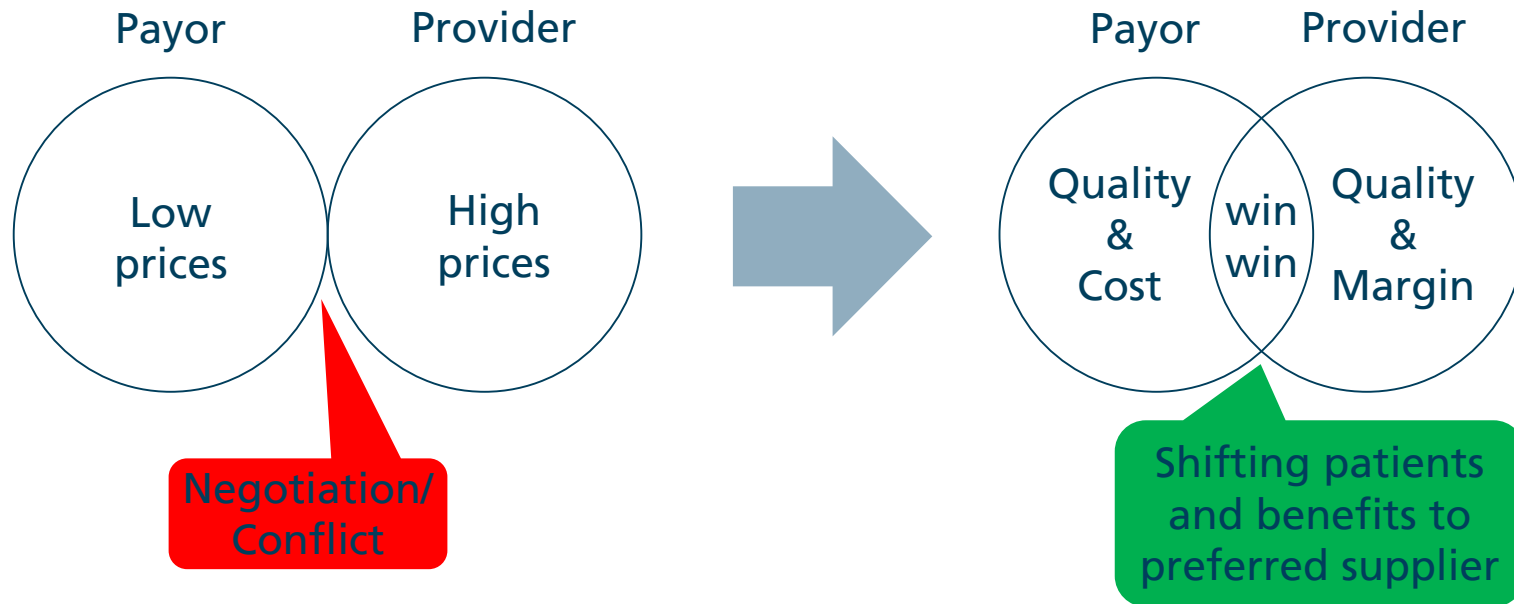 Payor
Provider
Low
prices
High
prices
Negotiation/
Conflict
Payor
Provider
Quality
&
Cost
win
win
Quality
&
Margin
Shifting patients
and benefits to
preferred supplier